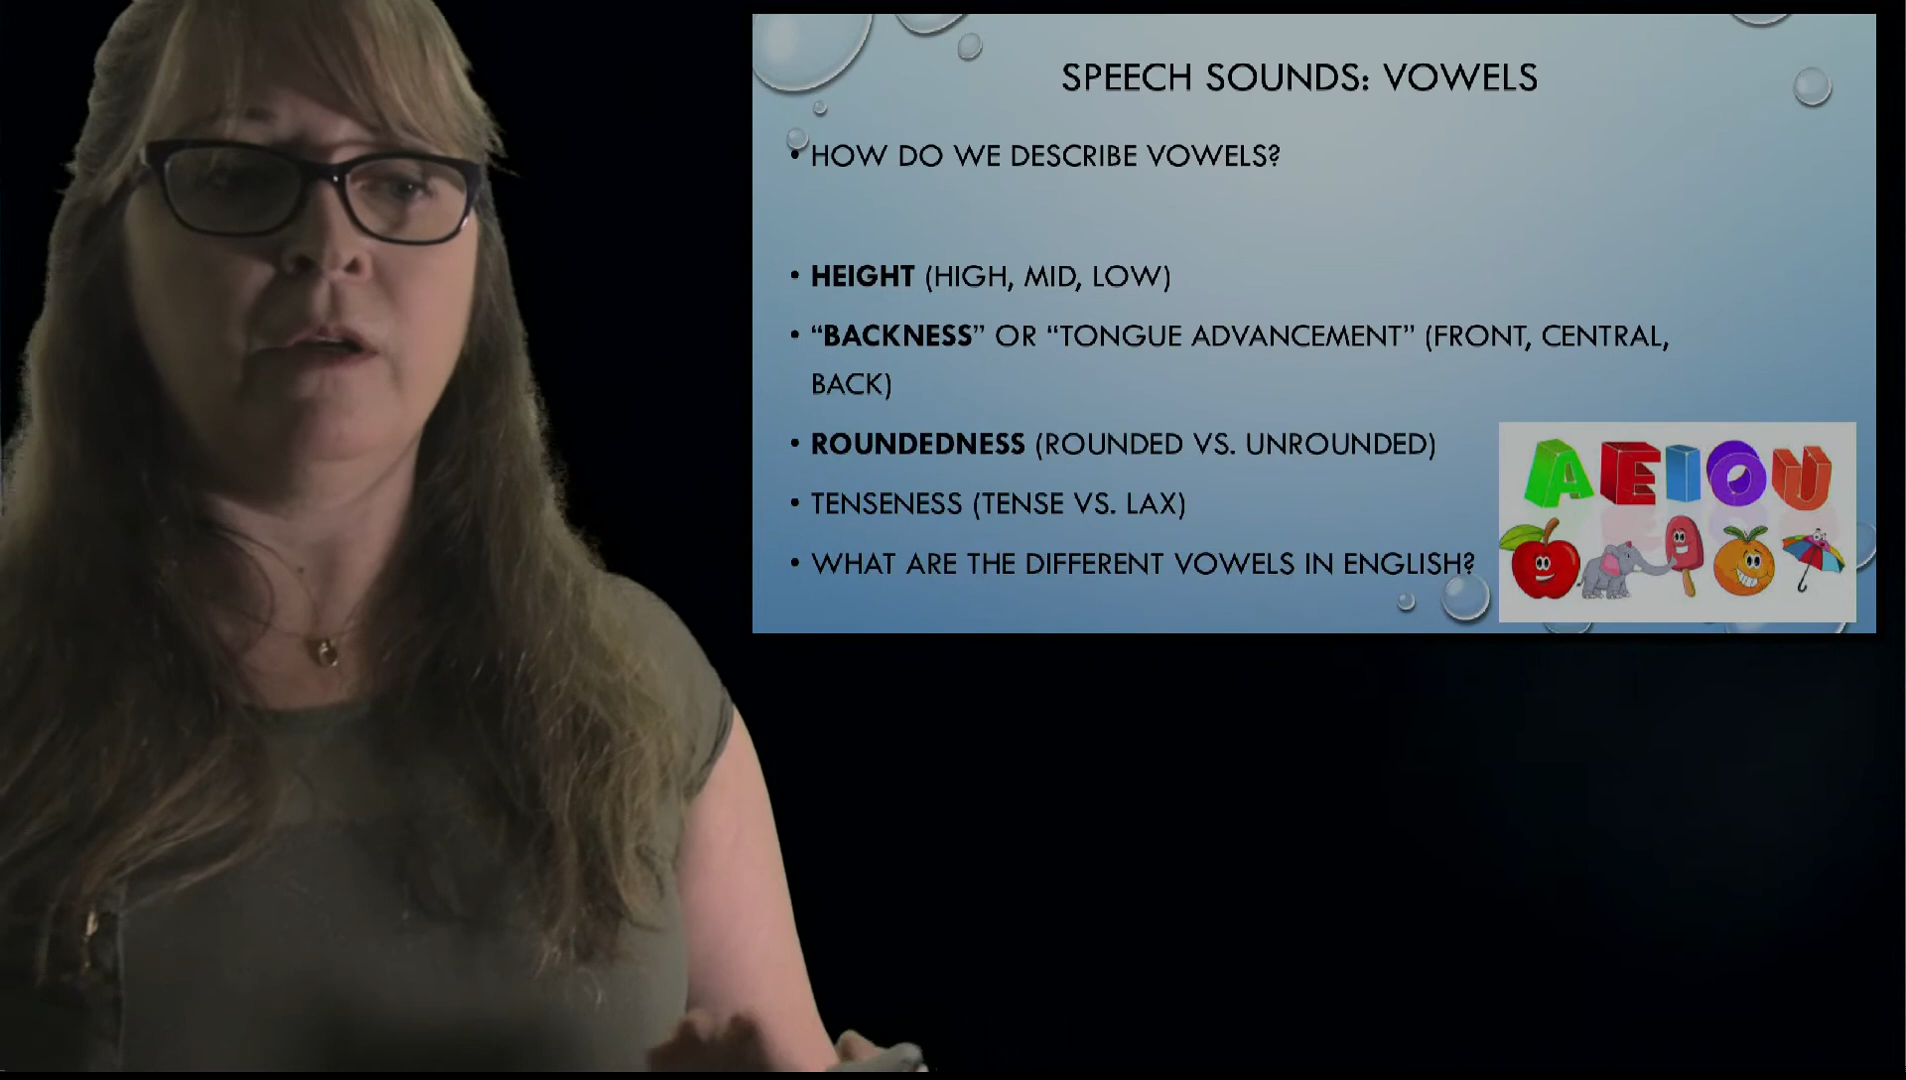 SPEECH SOUNDS: VOWELS
• HOW DO WE DESCRIBE VOWELS?
• HEIGHT (HIGH, MID, LOW)
• “BACKNESS” OR “TONGUE ADVANCEMENT” (FRONT, CENTRAL,
BACK)
• ROUNDEDNESS (ROUNDED VS. UNROUNDED)
• TENSENESS (TENSE VS. LAX)
• WHAT ARE THE DIFFERENT VOWELS IN ENGLISH?
AEIOU